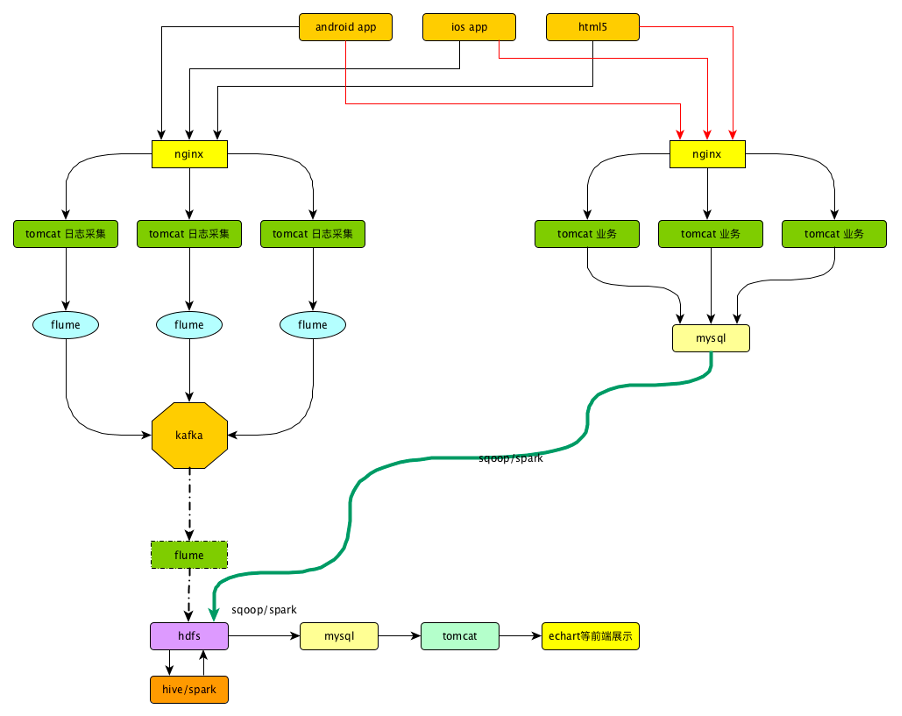 android app
ios app
html5
nginx
nginx
tomcat 日志采集
tomcat 日志采集
tomcat 日志采集
tomcat 业务
tomcat 业务
tomcat 业务
flume
flume
flume
mysql
kafka
sqoop/spark
flume
sqoop/spark
hdfs
mysql
tomcat
echart等前端展示
hive/spark